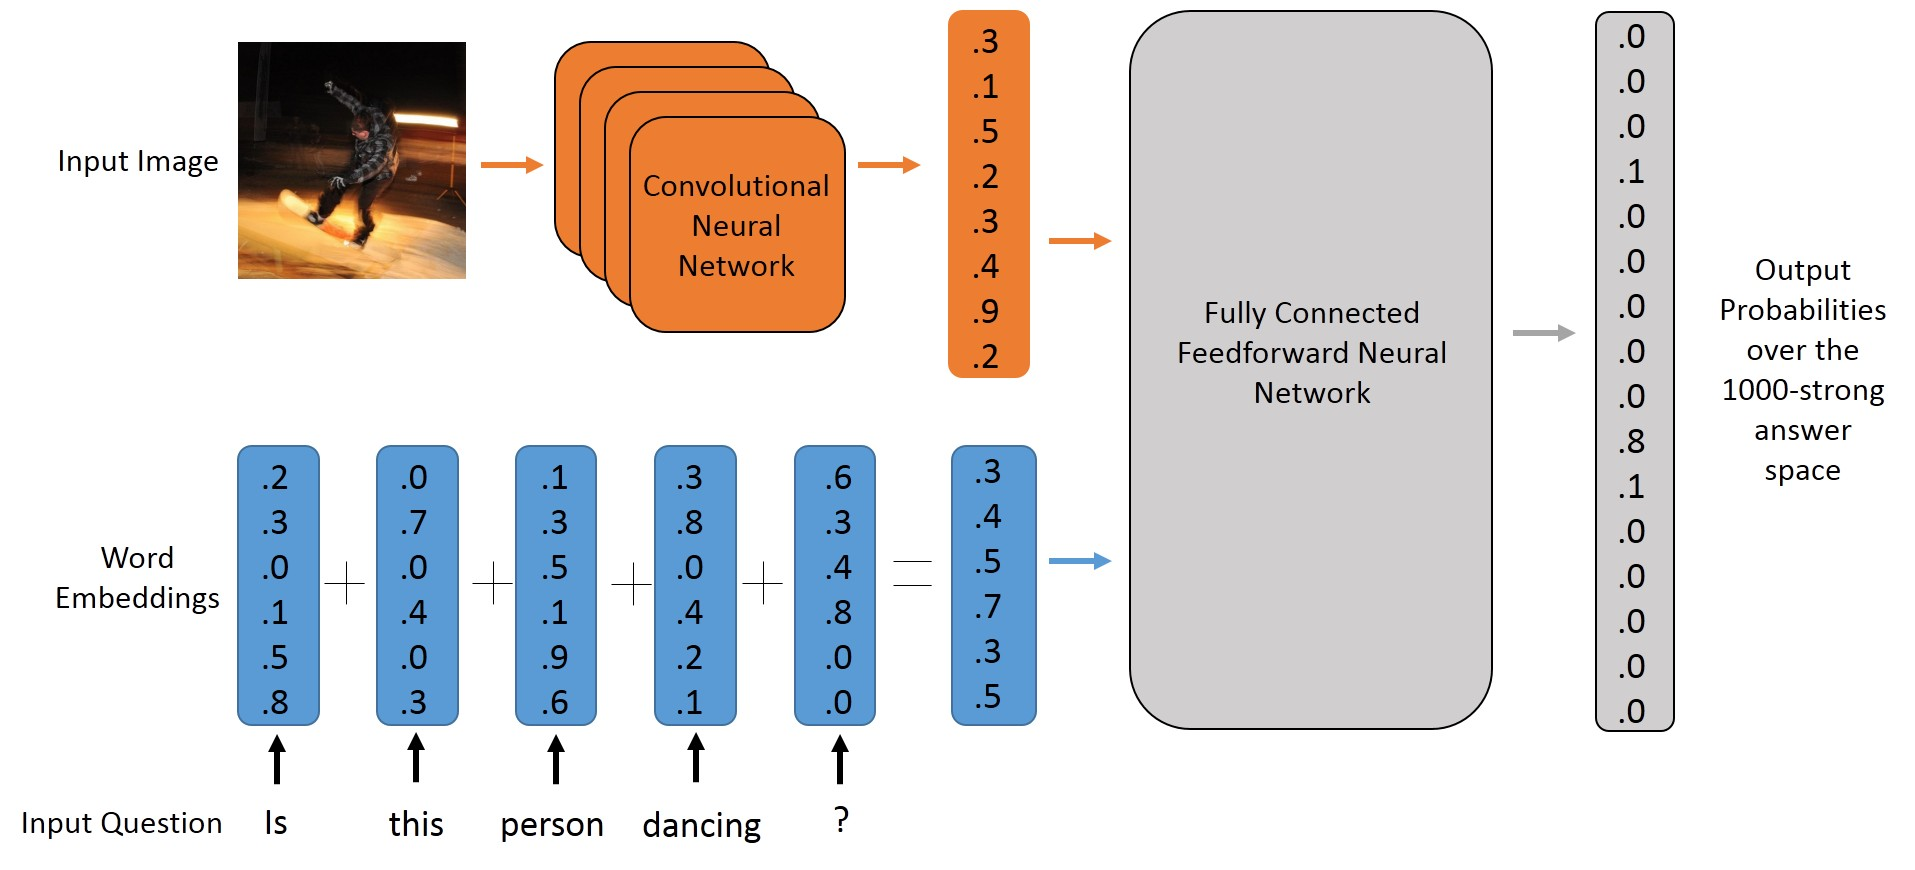 Input Image
Convolutional
Neural
Network
.3
.1
.5
.2
.3
.4
.9
.2
Fully Connected
Feedforward Neural
Network
.0
.0
.0
.1
.0
.0
.0
.0
.0
.8
.1
.0
.0
.0
.0
.0
Output
Probabilities
over the
1000-strong
answer
space
Word
Embeddings
.2 .0 .1 .3 .6 .3
.3 .7 .3 .8 .3 .4
.0 .0 .5 .0 .4 .5
+ + + + =
.1 .4 .1 .4 .8 .7
.5 .0 .9 .2 .0 .3
.8 .3 .6 .1 .0 .5
Input Question Is this person dancing ?